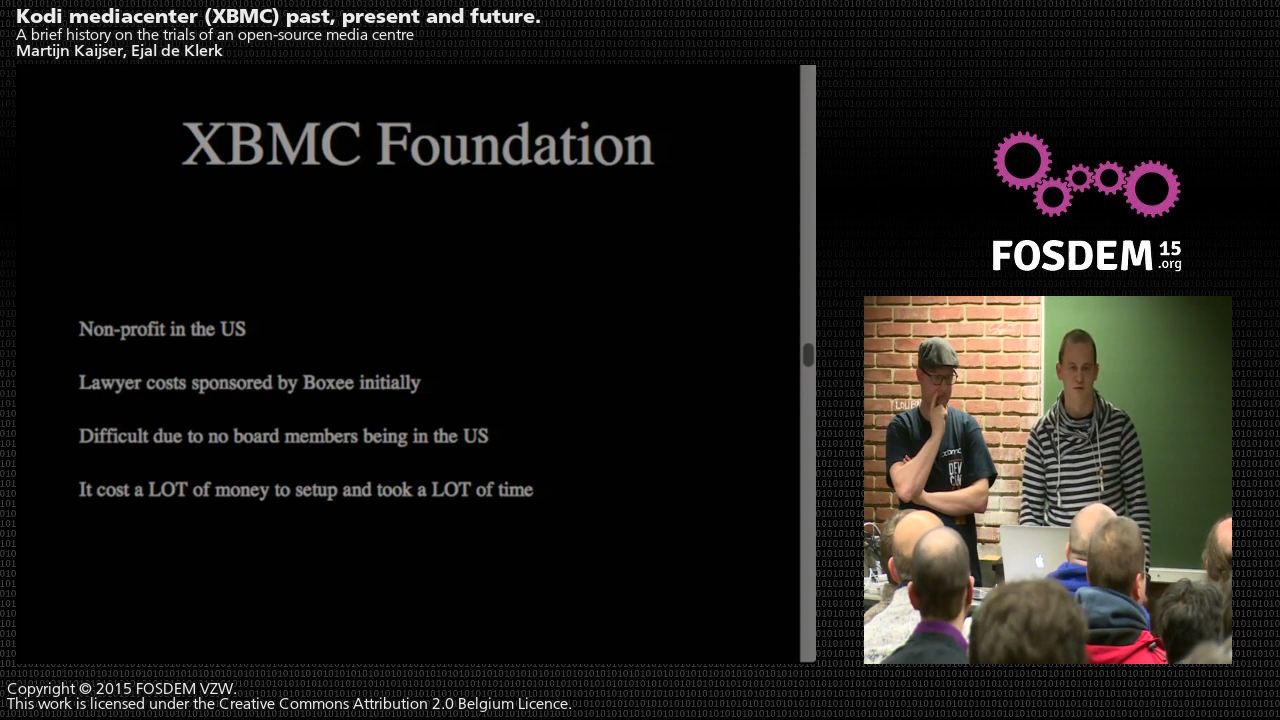 Kodi mediacenter (XBMC) past, present and future.
A brief history on the trials of an open-source media centre
Martijn Kaijser, Ejal de Klerk
XBMC Foundation
Non-profit in the US
Lawyer costs sponsored by Boxee initially
Difficult due to no board members being in the US
It cost a LOT of money to setup and took a LOT of time
FOSDEM 15
.org
DEV
Copyright © 2015 FOSDEM VZW.
This work is licensed under the Creative Commons Attribution 2.0 Belgium Licence.